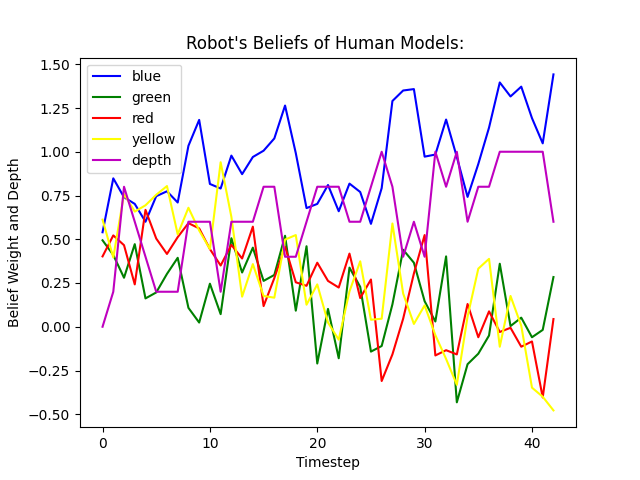 Robot's Beliefs of Human Models:
1.50
1.25
1.00
0.75
0.50
0.25
0.00
−0.25
−0.50
Belief Weight and Depth
blue
green
red
yellow
depth
0 10 20 30 40
Timestep